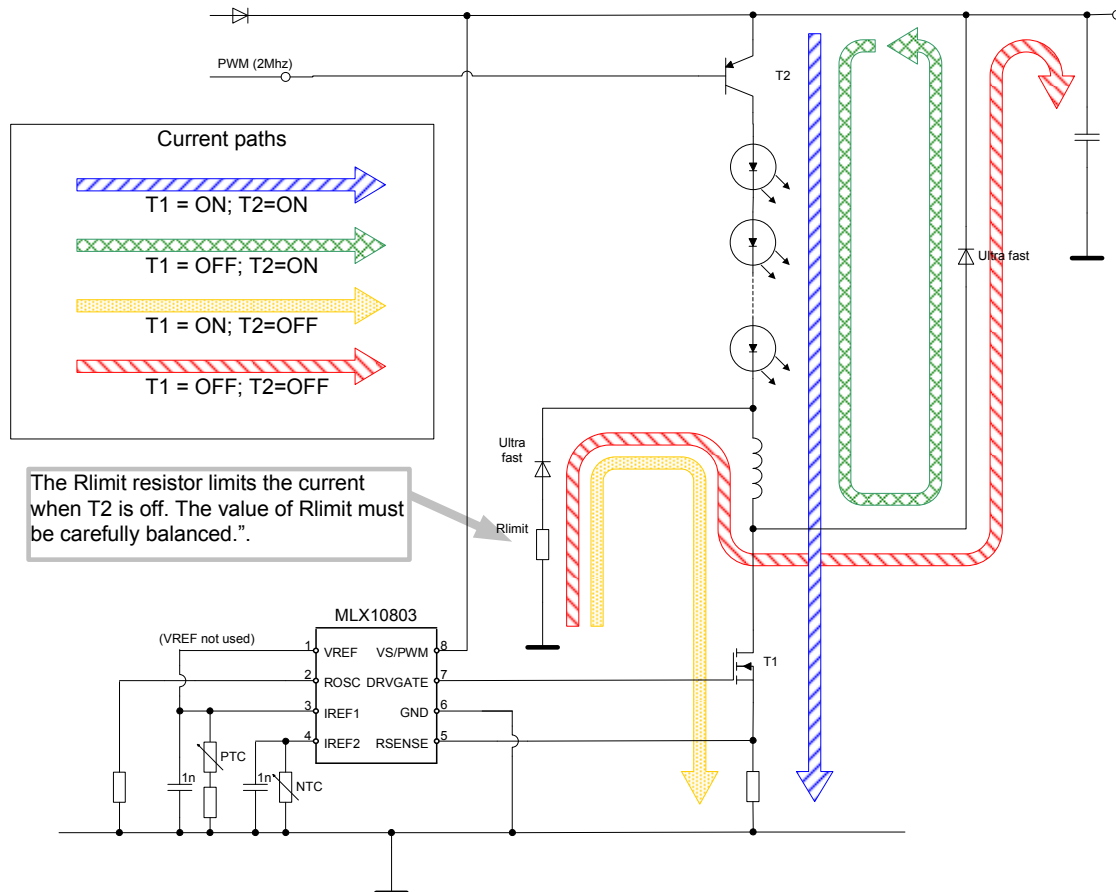 PWM (2Mhz)
T2
Current paths
T1 = ON; T2=ON
T1 = OFF; T2=ON
T1 = ON; T2=OFF
T1 = OFF; T2=OFF
Ultra fast
Ultra
fast
The Rlimit resistor limits the current
when T2 is off. The value of Rlimit must
be carefully balanced.”.
Rlimit
MLX10803
(VREF not used)
1 VREF VS/PWM 8
2 ROSC DRVGATE 7
3 IREF1 GND 6
4 IREF2 RSENSE 5
T1
PTC
1n
1n
NTC